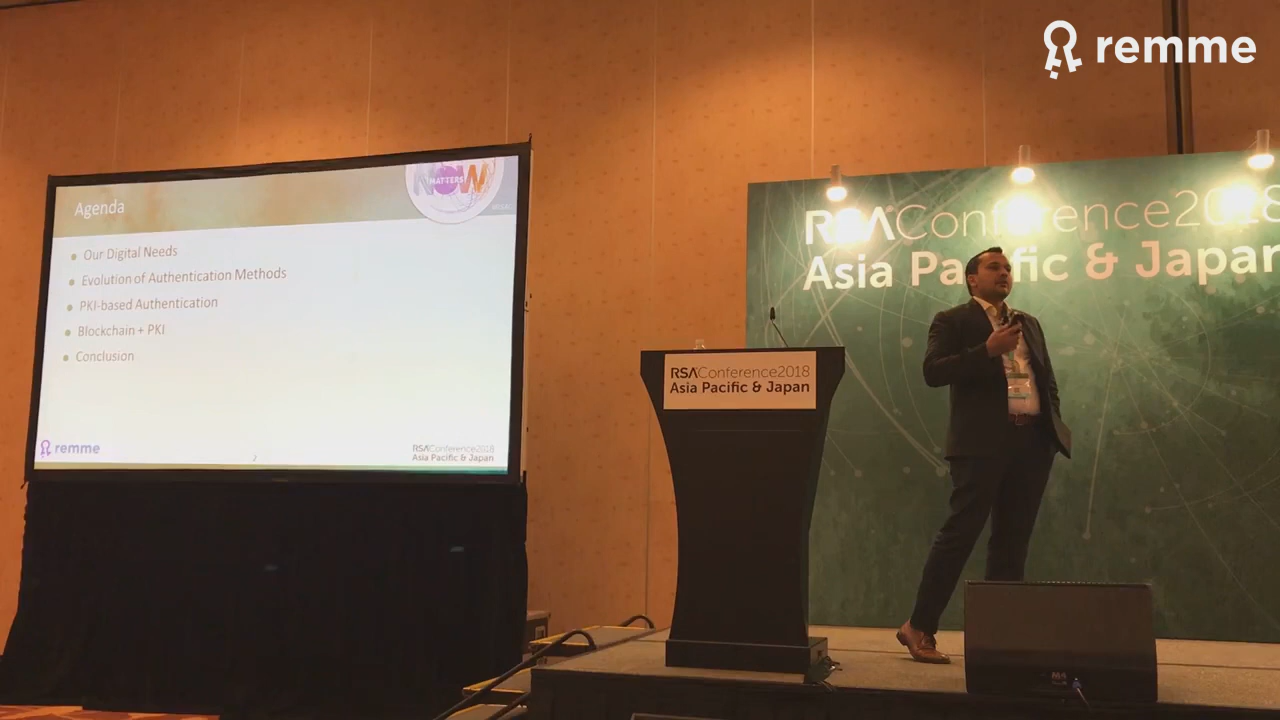 remme
NOW
MATTERS
Agenda
Our Digital Needs
Evolution of Authentication Methods
PKI-based Authentication
Blockchain + PKI
Conclusion
remme
2
RSAConference2018
Asia Pacific & Japan
RSAConference2018
Asia Pacific & Japan
RSAConference2018
Asia Pacific & Japan